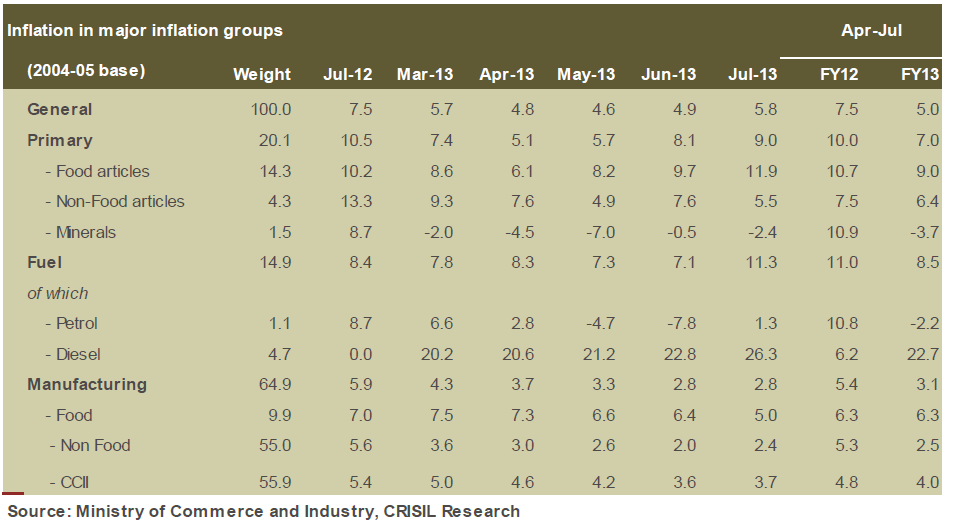 Inflation in major inflation groups Apr-Jul
(2004-05 base) Weight Jul-12 Mar-13 Apr-13 May-13 Jun-13 Jul-13 FY12 FY13
General 100.0 7.5 5.7 4.8 4.6 4.9 5.8 7.5 5.0
Primary 20.1 10.5 7.4 5.1 5.7 8.1 9.0 10.0 7.0
- Food articles 14.3 10.2 8.6 6.1 8.2 9.7 11.9 10.7 9.0
- Non-Food articles 4.3 13.3 9.3 7.6 4.9 7.6 5.5 7.5 6.4
- Minerals 1.5 8.7 -2.0 -4.5 -7.0 -0.5 -2.4 10.9 -3.7
Fuel 14.9 8.4 7.8 8.3 7.3 7.1 11.3 11.0 8.5
of which
- Petrol 1.1 8.7 6.6 2.8 -4.7 -7.8 1.3 10.8 -2.2
- Diesel 4.7 0.0 20.2 20.6 21.2 22.8 26.3 6.2 22.7
Manufacturing 64.9 5.9 4.3 3.7 3.3 2.8 2.8 5.4 3.1
- Food 9.9 7.0 7.5 7.3 6.6 6.4 5.0 6.3 6.3
- Non Food 55.0 5.6 3.6 3.0 2.6 2.0 2.4 5.3 2.5
- CCII 55.9 5.4 5.0 4.6 4.2 3.6 3.7 4.8 4.0
Source: Ministry of Commerce and Industry, CRISIL Research